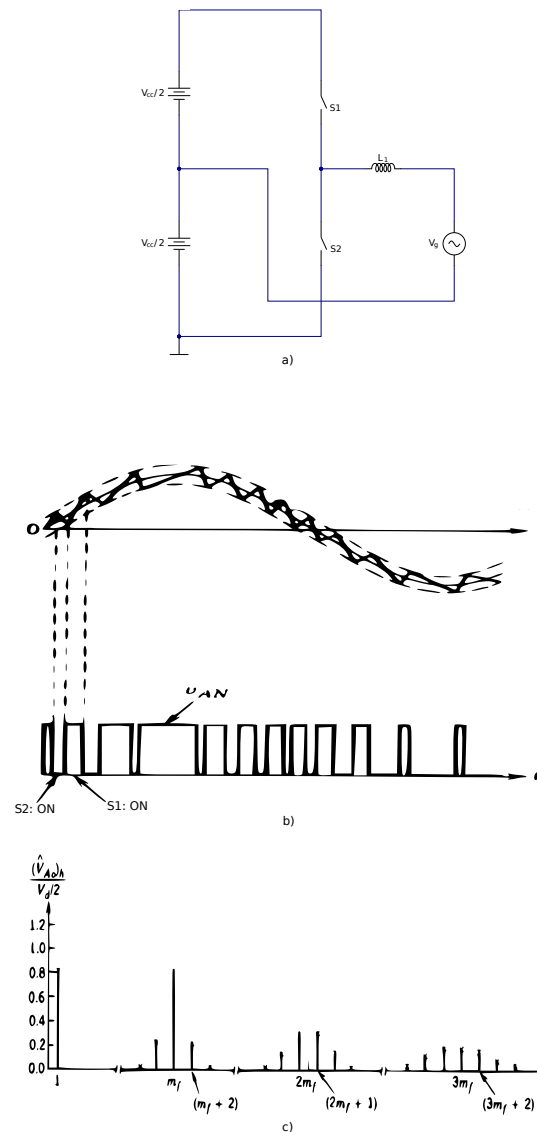 Vcc/2
S1
L1
Vcc/2
S2
Vg
a)
0
υAN
S2: ON
S1: ON
b)
(V̂Ao)h
Vd/2
1.2
1.0
0.8
0.6
0.4
0.2
0.0
1
mf
(mf + 2)
2mf
(2mf + 1)
3mf
(3mf + 2)
c)